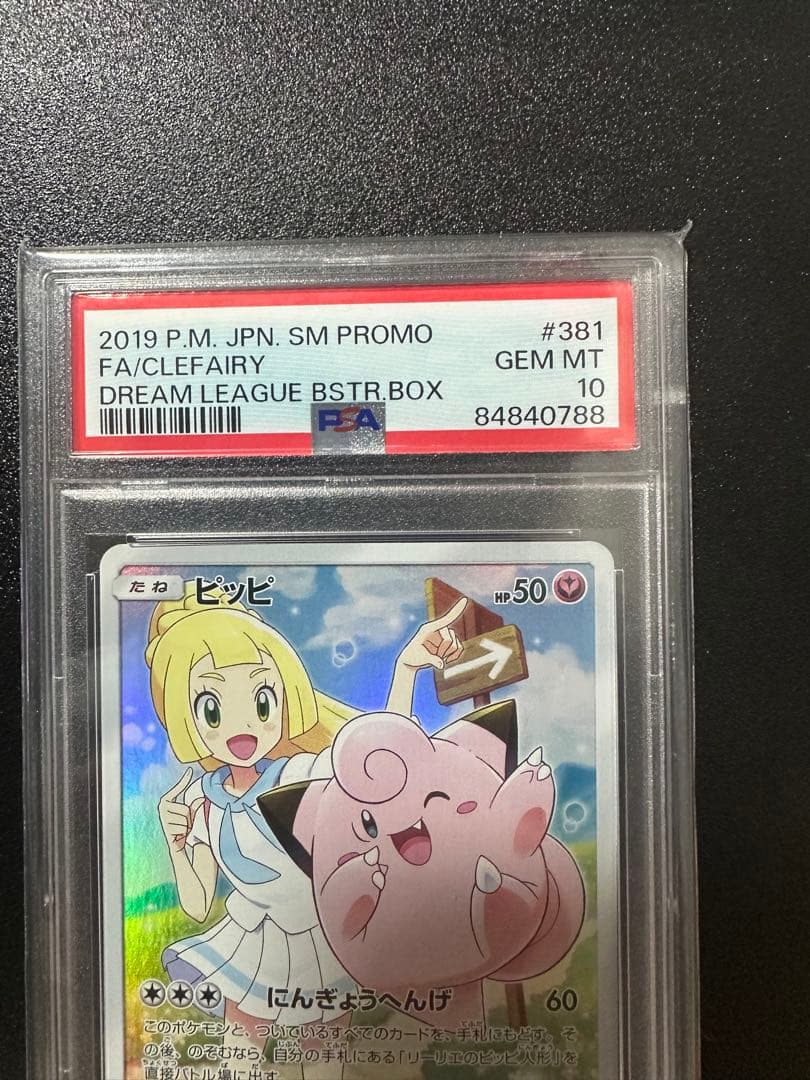 2019 P.M. JPN. SM PROMO #381
FA/CLEFAIRY GEM MT
DREAM LEAGUE BSTR.BOX 10
PSA 84840788
たね ピッピ HP50
にんぎょうへんげ 60
このポケモンと、ついているすべてのカードを、手札にもどす。そ
の後、のぞむなら、自分の手札にある「リーリエのピッピ人形」を
直接バトル場に出す。